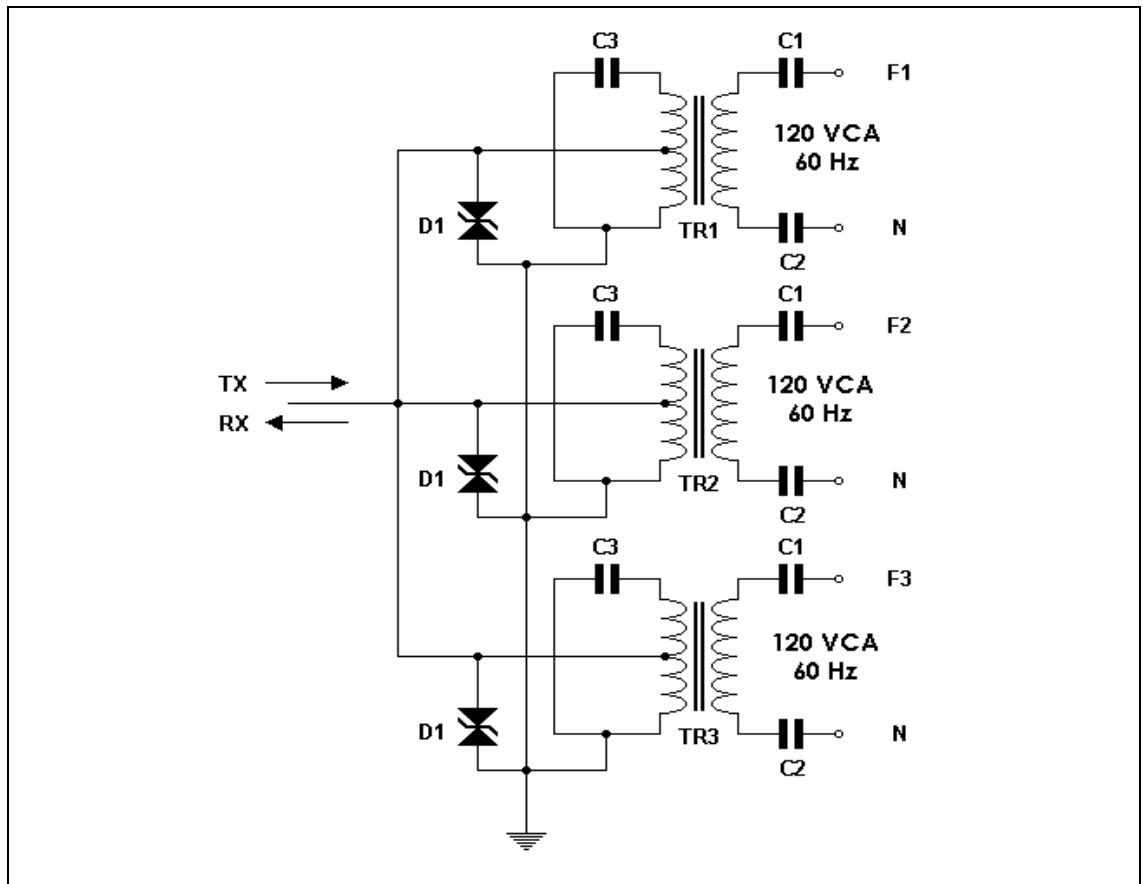 C3
C1
F1
120 VCA
60 Hz
D1
TR1
N
C2
C3
C1
F2
TX
120 VCA
60 Hz
RX
D1
TR2
N
C2
C3
C1
F3
120 VCA
60 Hz
D1
TR3
N
C2